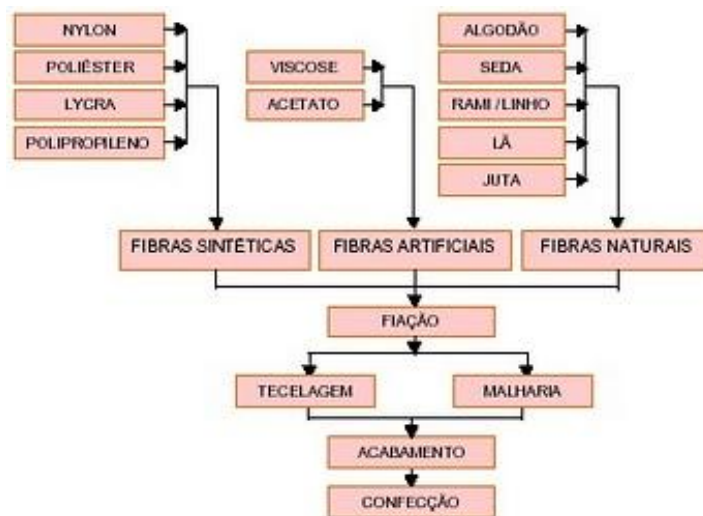 NYLON
POLIÉSTER
LYCRA
POLIPROPILENO
VISCOSE
ACETATO
ALGODÃO
SEDA
RAMI / LINHO
LÃ
JUTA
FIBRAS SINTÉTICAS
FIBRAS ARTIFICIAIS
FIBRAS NATURAIS
FIAÇÃO
TECELAGEM
MALHARIA
ACABAMENTO
CONFECÇÃO